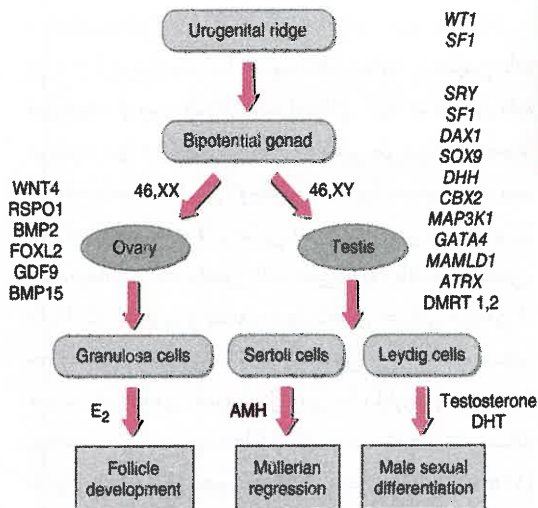 Urogenital ridge
WT1
SF1
Bipotential gonad
SRY
SF1
DAX1
SOX9
DHH
CBX2
MAP3K1
GATA4
MAMLD1
ATRX
DMRT 1,2
46,XX
46,XY
WNT4
RSPO1
BMP2
FOXL2
GDF9
BMP15
Ovary
Testis
Granulosa cells
Sertoli cells
Leydig cells
E2
AMH
Testosterone
DHT
Follicle
development
Müllerian
regression
Male sexual
differentiation